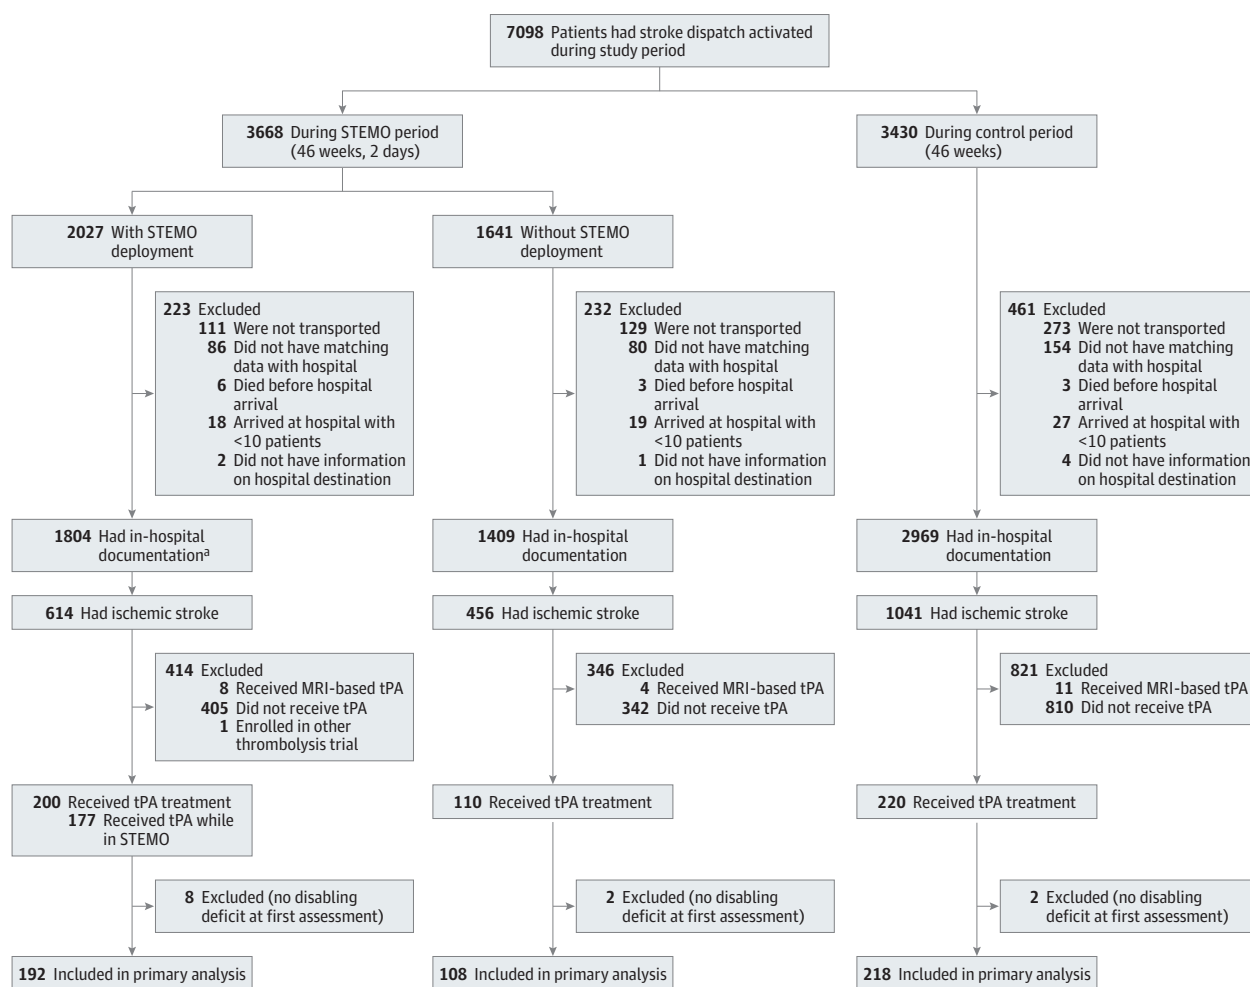 7098 Patients had stroke dispatch activated
during study period
3668 During STEMO period
(46 weeks, 2 days)
3430 During control period
(46 weeks)
2027 With STEMO
deployment
1641 Without STEMO
deployment
223 Excluded
111 Were not transported
86 Did not have matching
data with hospital
6 Died before hospital
arrival
18 Arrived at hospital with
<10 patients
2 Did not have information
on hospital destination
232 Excluded
129 Were not transported
80 Did not have matching
data with hospital
3 Died before hospital
arrival
19 Arrived at hospital with
<10 patients
1 Did not have information
on hospital destination
461 Excluded
273 Were not transported
154 Did not have matching
data with hospital
3 Died before hospital
arrival
27 Arrived at hospital with
<10 patients
4 Did not have information
on hospital destination
1804 Had in-hospital
documentationa
1409 Had in-hospital
documentation
2969 Had in-hospital
documentation
614 Had ischemic stroke
456 Had ischemic stroke
1041 Had ischemic stroke
414 Excluded
8 Received MRI-based tPA
405 Did not receive tPA
1 Enrolled in other
thrombolysis trial
346 Excluded
4 Received MRI-based tPA
342 Did not receive tPA
821 Excluded
11 Received MRI-based tPA
810 Did not receive tPA
200 Received tPA treatment
177 Received tPA while
in STEMO
110 Received tPA treatment
220 Received tPA treatment
8 Excluded (no disabling
deficit at first assessment)
2 Excluded (no disabling
deficit at first assessment)
2 Excluded (no disabling
deficit at first assessment)
192 Included in primary analysis
108 Included in primary analysis
218 Included in primary analysis